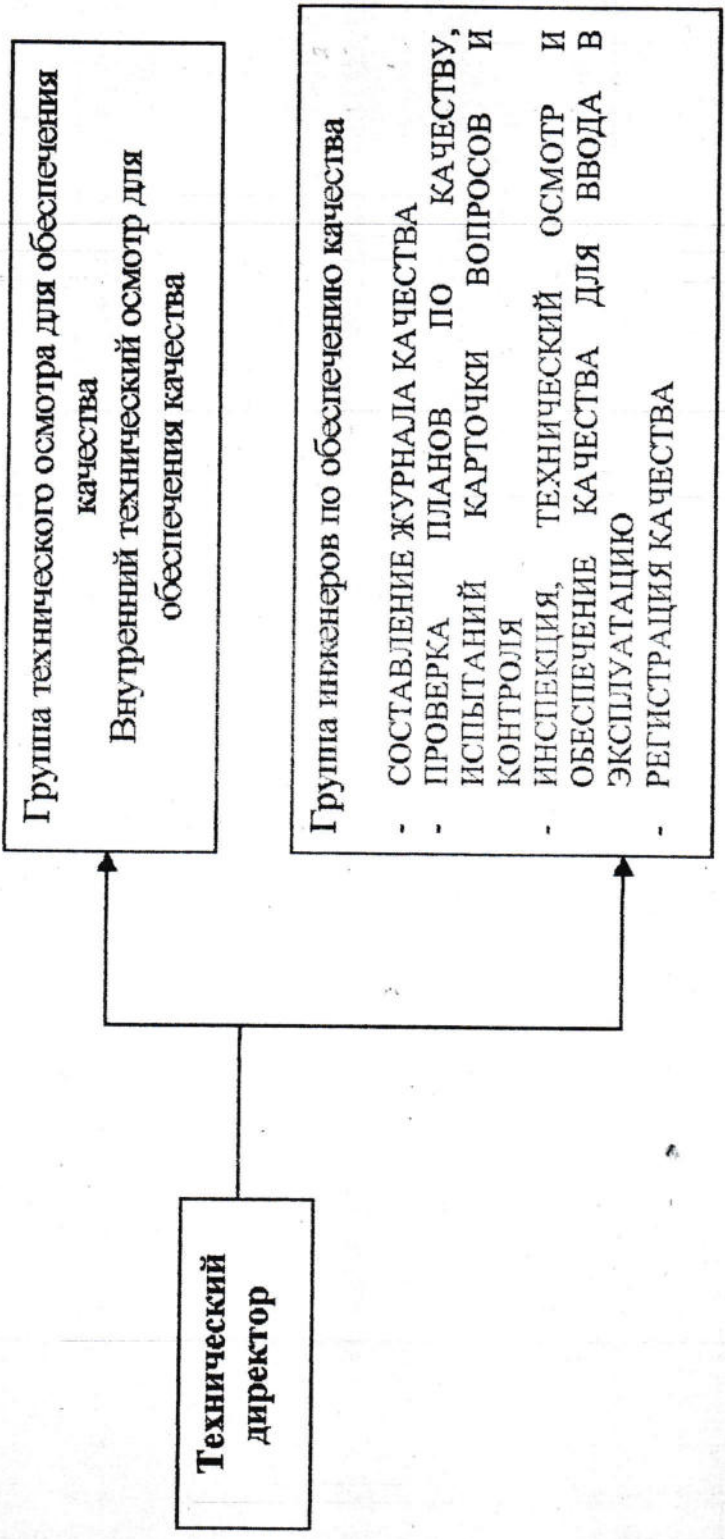 Технический
директор
Группа технического осмотра для обеспечения
качества
Внутренний технический осмотр для
обеспечения качества
Группа инженеров по обеспечению качества
- СОСТАВЛЕНИЕ ЖУРНАЛА КАЧЕСТВА
- ПРОВЕРКА ПЛАНОВ ПО КАЧЕСТВУ,
ИСПЫТАНИЙ КАРТОЧКИ ВОПРОСОВ И
КОНТРОЛЯ
- ИНСПЕКЦИЯ, ТЕХНИЧЕСКИЙ ОСМОТР И
ОБЕСПЕЧЕНИЕ КАЧЕСТВА ДЛЯ ВВОДА В
ЭКСПЛУАТАЦИЮ
- РЕГИСТРАЦИЯ КАЧЕСТВА